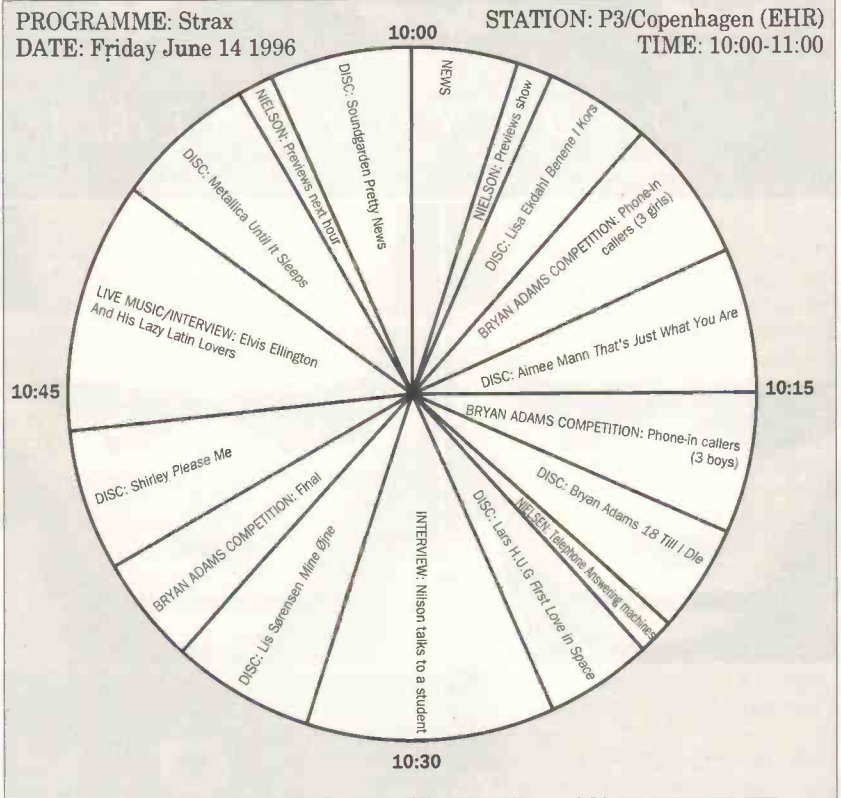 PROGRAMME: Strax
DATE: Friday June 14 1996
STATION: P3/Copenhagen (EHR)
TIME: 10:00-11:00
10:00
NEWS
NIELSON: Previews show
DISC: Lisa Ekdahl Benene I Kors
BRYAN ADAMS COMPETITION: Phone-in
callers (3 girls)
DISC: Aimee Mann That's Just What You Are
10:15
BRYAN ADAMS COMPETITION: Phone-in callers
(3 boys)
DISC: Bryan Adams 18 Till I Die
NIELSEN: Telephone Answering machines
DISC: Lars H.U.G First Love in Space
INTERVIEW: Nilson talks to a student
10:30
DISC: Lis Sørensen Mine Øjne
BRYAN ADAMS COMPETITION: Final
DISC: Shirley Please Me
10:45
LIVE MUSIC/INTERVIEW: Elvis Ellington
And His Lazy Latin Lovers
DISC: Metallica Until It Sleeps
NIELSON: Previews next hour
DISC: Soundgarden Pretty News